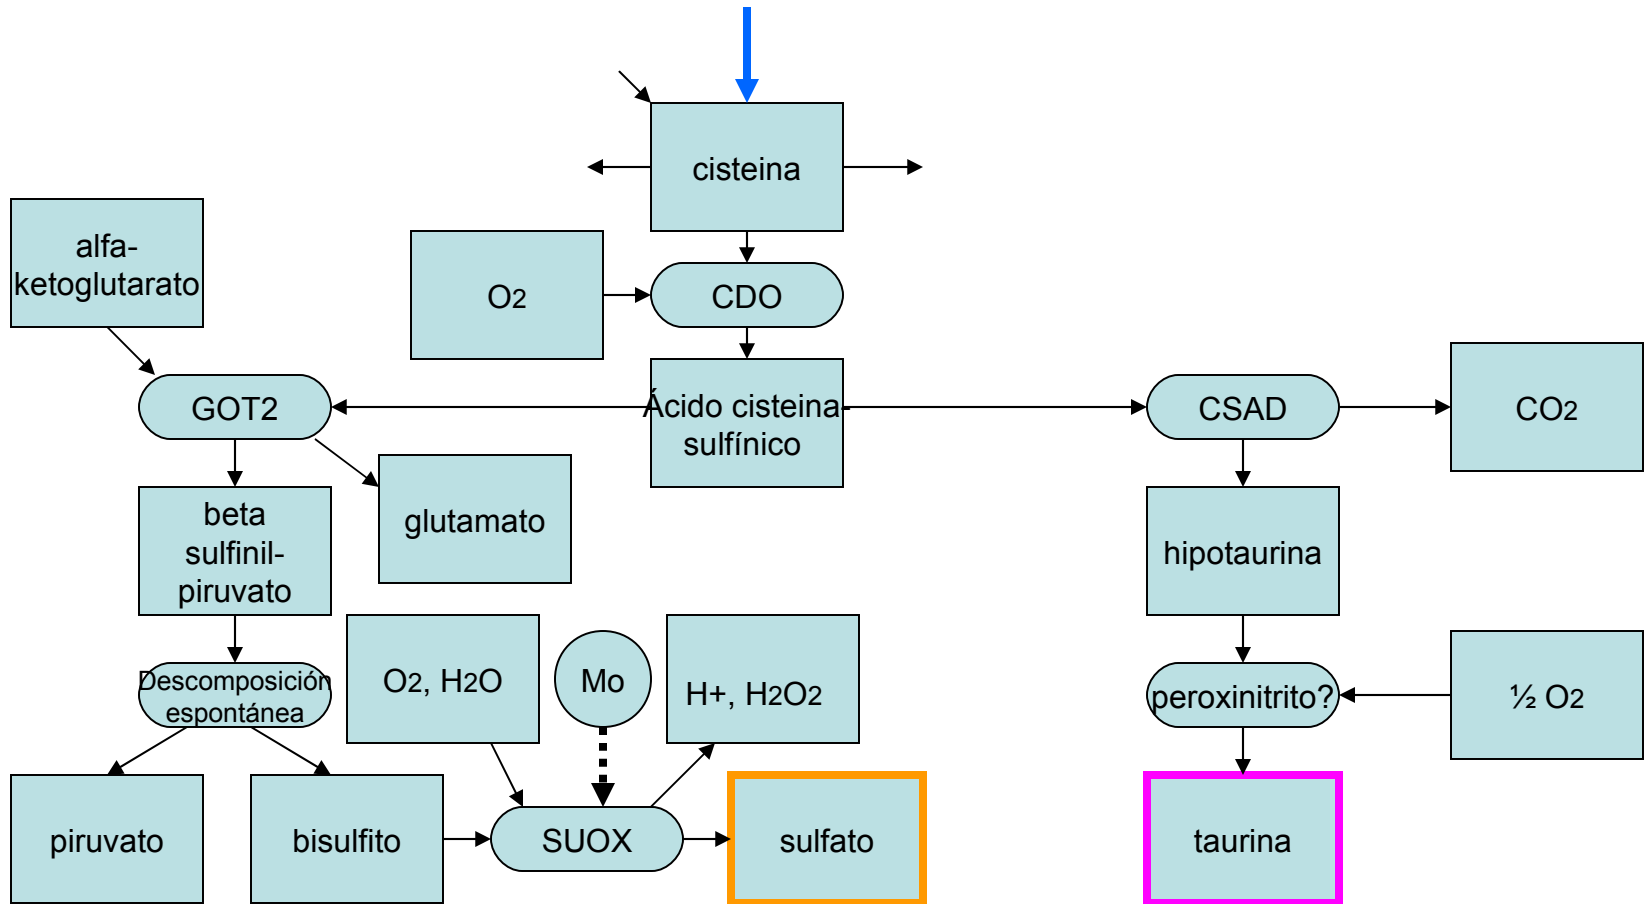 cisteina
alfa-
ketoglutarato
O2
CDO
GOT2
Ácido cisteina-
sulfínico
CSAD
CO2
beta
sulfinil-
piruvato
glutamato
hipotaurina
Descomposición
espontánea
O2, H2O
Mo
H+, H2O2
peroxinitrito?
½ O2
piruvato
bisulfito
SUOX
sulfato
taurina